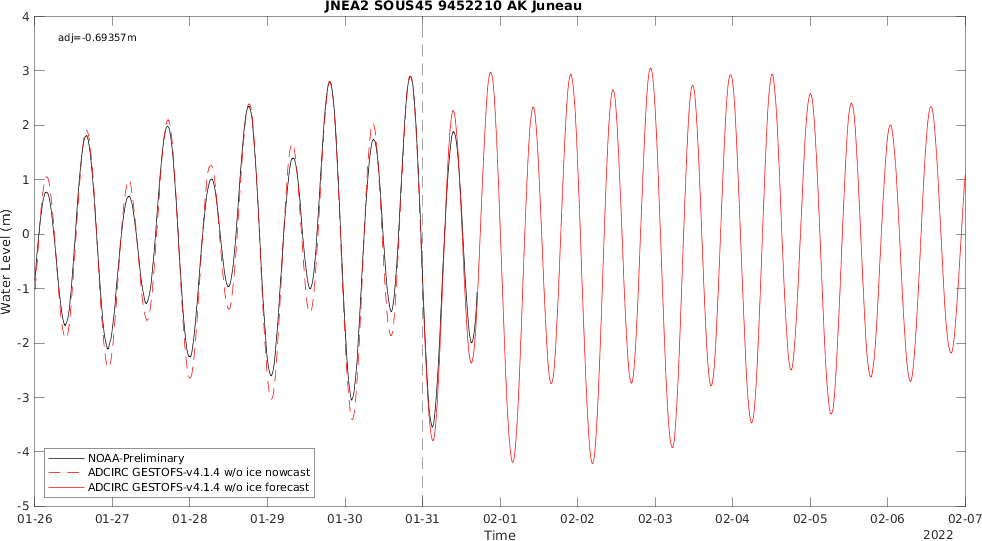 JNEA2 SOUS45 9452210 AK Juneau
adj=-0.69357m
4
3
2
1
0
-1
-2
-3
-4
-5
Water Level (m)
NOAA-Preliminary
ADCIRC GESTOFS-v4.1.4 w/o ice nowcast
ADCIRC GESTOFS-v4.1.4 w/o ice forecast
01-26 01-27 01-28 01-29 01-30 01-31 02-01 02-02 02-03 02-04 02-05 02-06 02-07
Time
2022